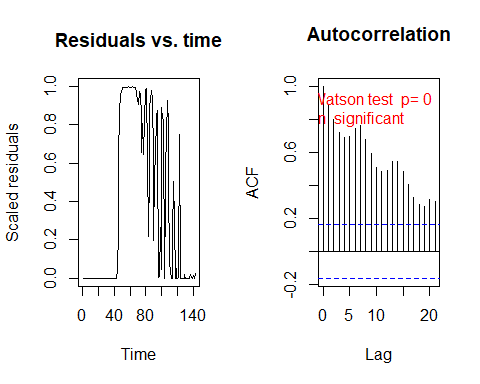 Residuals vs. time
Scaled residuals
0.0 0.2 0.4 0.6 0.8 1.0
0 40 80 140
Time
Autocorrelation
Watson test p= 0
n significant
ACF
-0.2 0.2 0.6 1.0
0 5 10 20
Lag